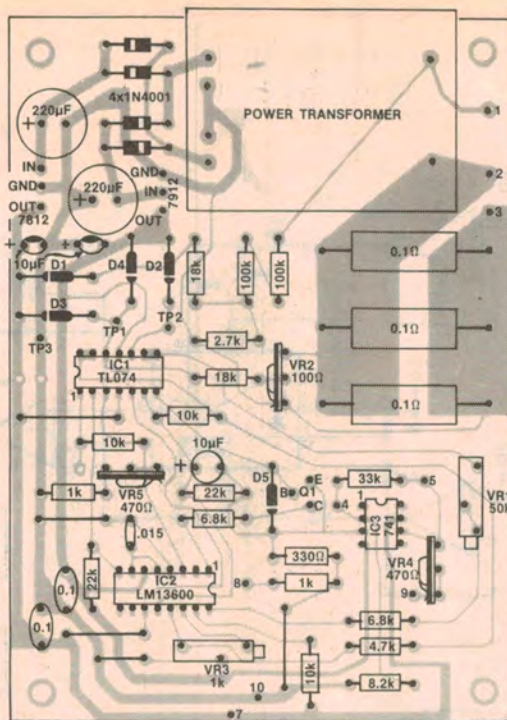 4x1N4001
220µF
+
POWER TRANSFORMER
1
IN
GND
OUT
7812
220µF
+
GND
IN
OUT
7912
2
3
+
10µF
+
D1
D4
D2
D3
18k
100k
100k
0.1Ω
TP1
TP2
TP3
2.7k
18k
VR2
100Ω
0.1Ω
0.1Ω
IC1
TL074
1
10k
10k
10µF
+
1k
VR5
470Ω
22k
6.8k
D5
B
E
Q1
C
33k
4
5
1
IC3
741
VR1
50k
.015
330Ω
1k
VR4
470Ω
9
22k
0.1
0.1
IC2
LM13600
1
8
6.8k
4.7k
8.2k
VR3
1k
10k
10
7